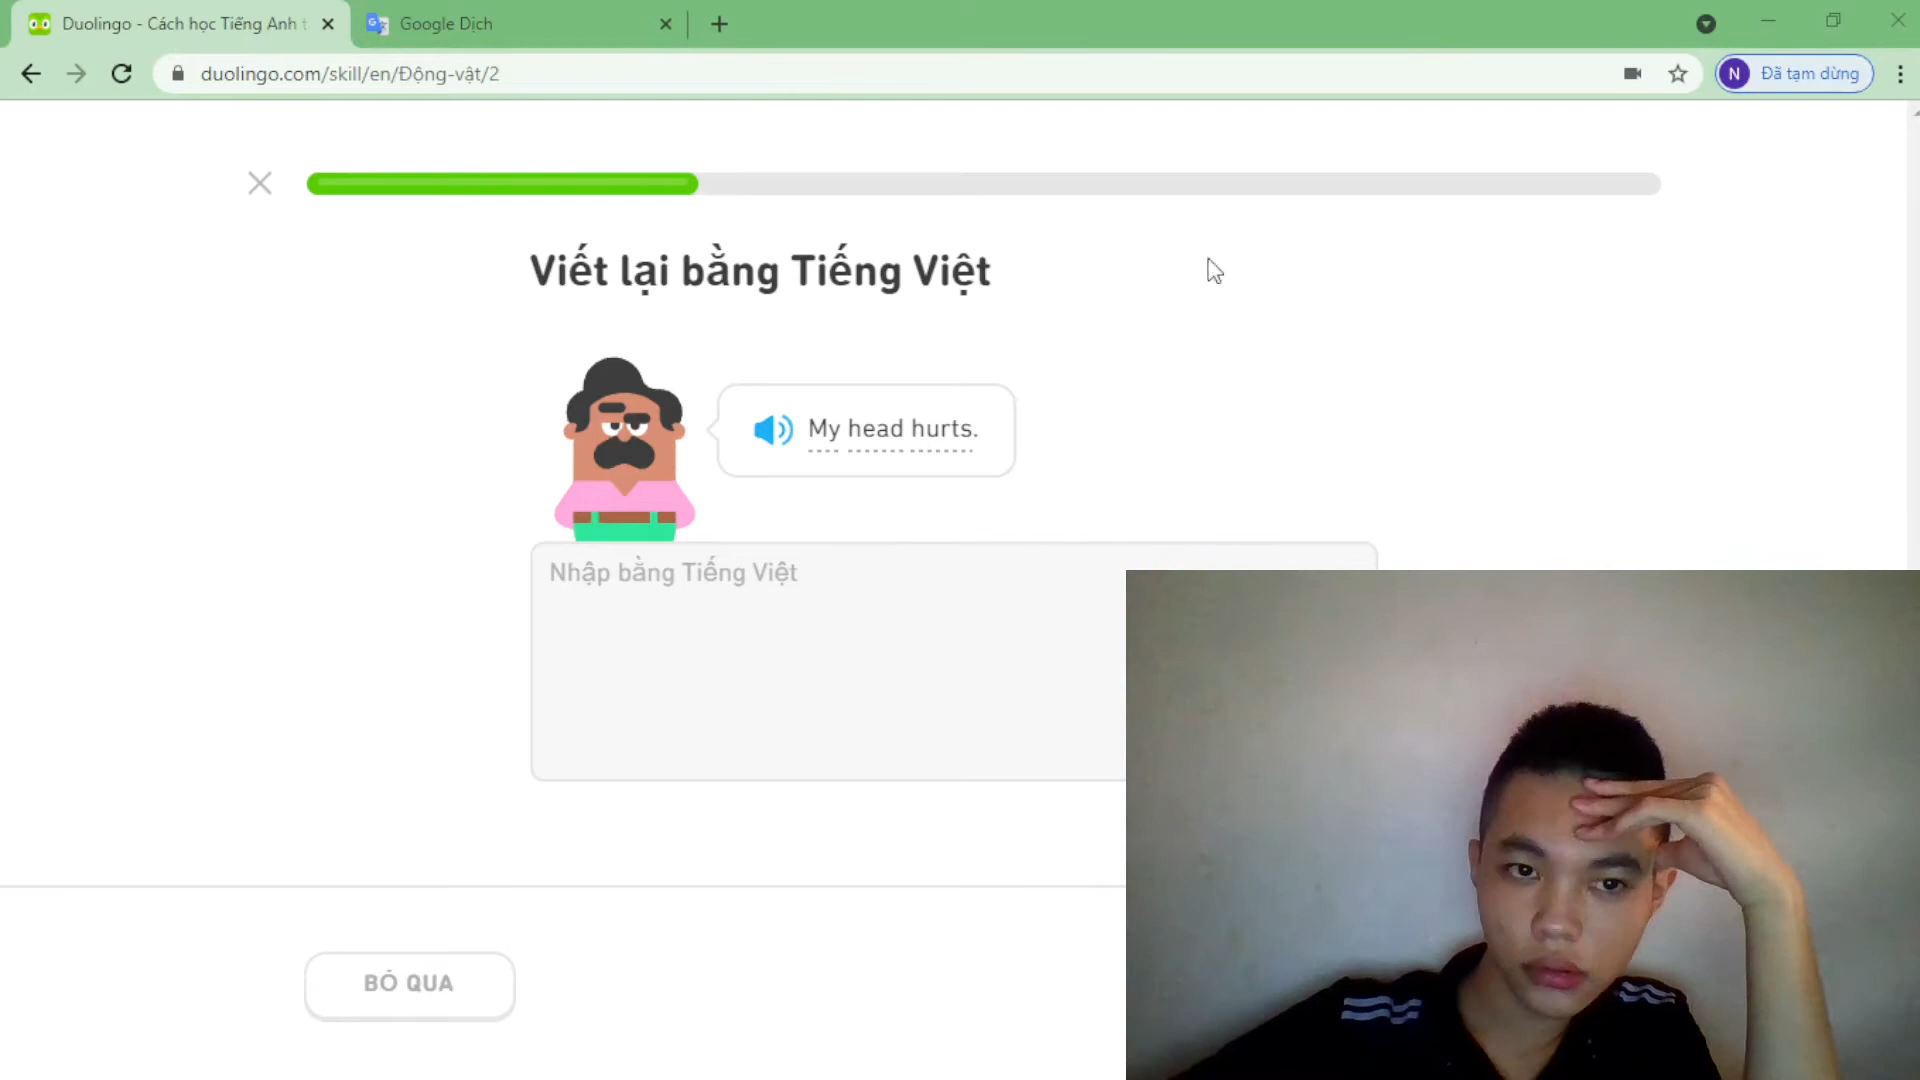 Duolingo - Cách học Tiếng Anh t
Google Dịch
duolingo.com/skill/en/Động-vật/2
N
Đã tạm dừng
Viết lại bằng Tiếng Việt
My head hurts.
Nhập bằng Tiếng Việt
BỎ QUA